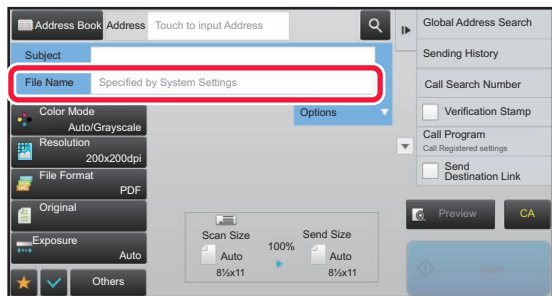 Address Book Address Touch to input Address
Subject
File Name Specified by System Settings
Color Mode
Auto/Grayscale
Options
Resolution
200x200dpi
File Format
PDF
Original
Exposure
Auto
Others
Scan Size
Auto
8½x11
100%
Send Size
Auto
8½x11
Global Address Search
Sending History
Call Search Number
Verification Stamp
Call Program
Call Registered settings
Send
Destination Link
Preview
CA
Start